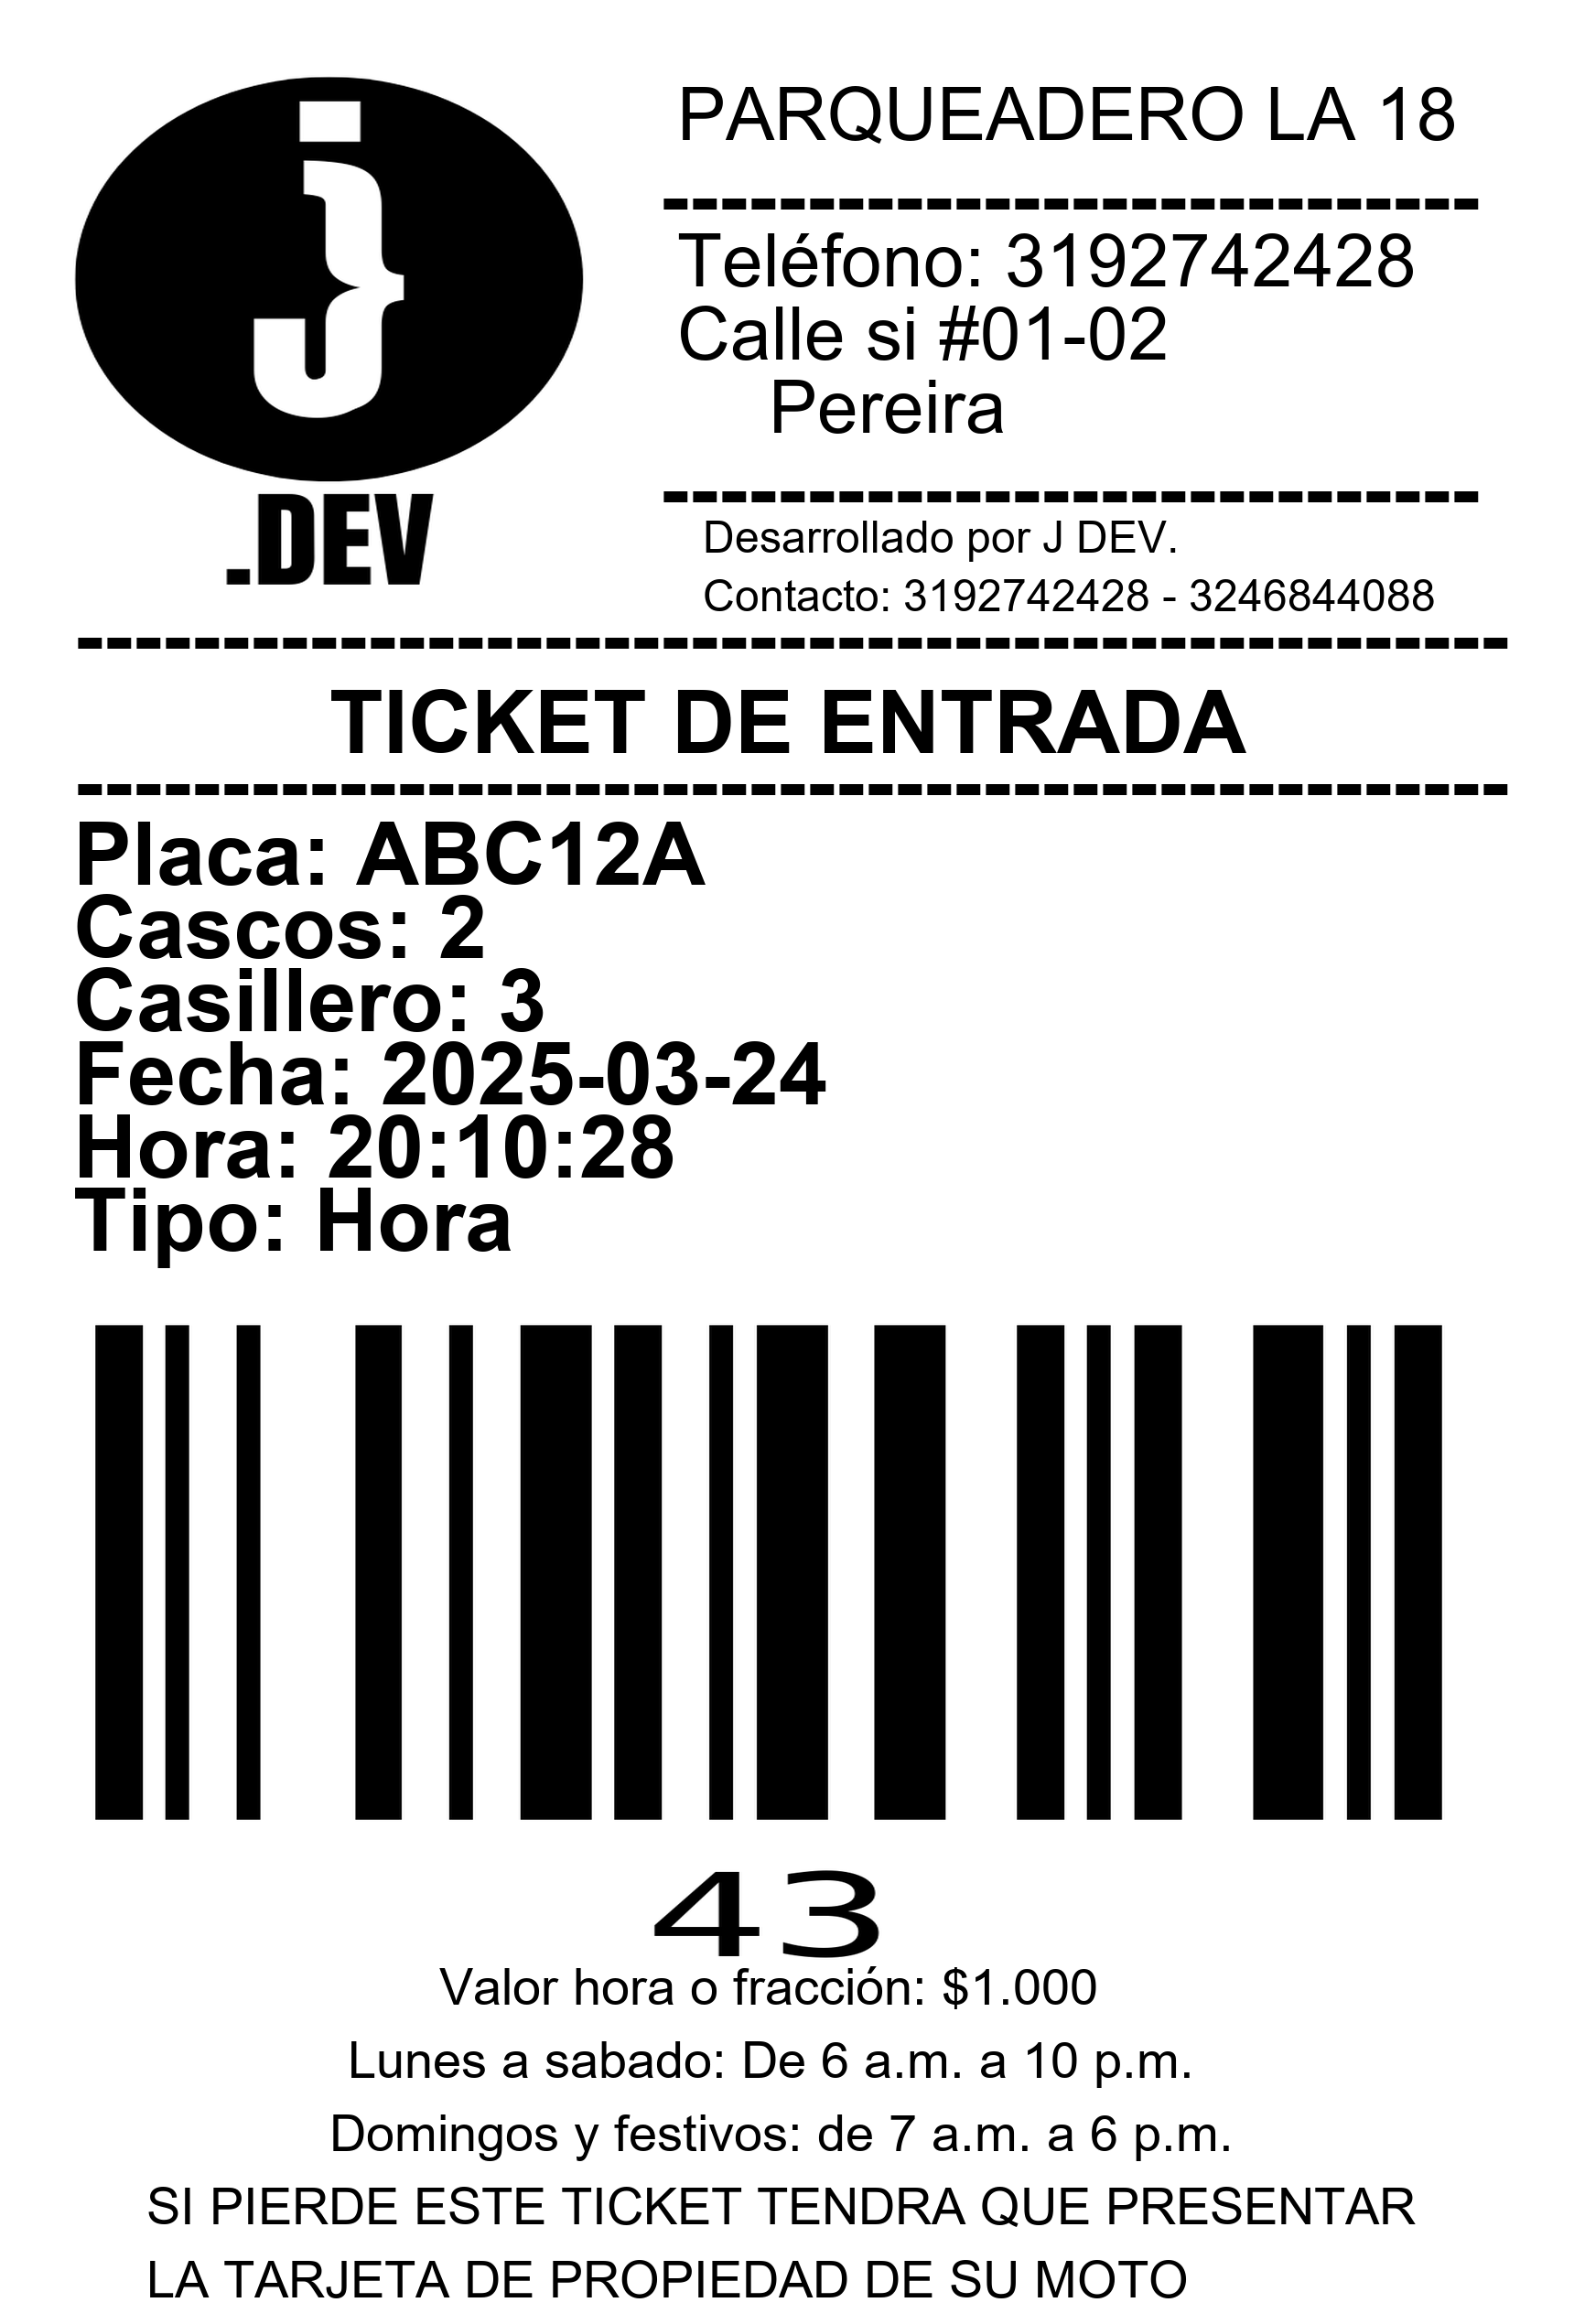 j
.DEV
PARQUEADERO LA 18
----------------------------
Teléfono: 3192742428
Calle si #01-02
Pereira
----------------------------
Desarrollado por J DEV.
Contacto: 3192742428 - 3246844088
-------------------------------------------------
TICKET DE ENTRADA
-------------------------------------------------
Placa: ABC12A
Cascos: 2
Casillero: 3
Fecha: 2025-03-24
Hora: 20:10:28
Tipo: Hora
43
Valor hora o fracción: $1.000
Lunes a sabado: De 6 a.m. a 10 p.m.
Domingos y festivos: de 7 a.m. a 6 p.m.
SI PIERDE ESTE TICKET TENDRA QUE PRESENTAR
LA TARJETA DE PROPIEDAD DE SU MOTO